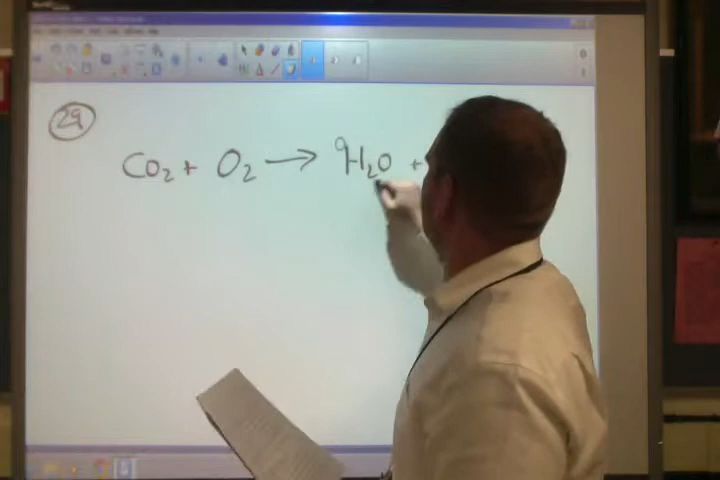 29
CO₂ + O₂ → H₂O +